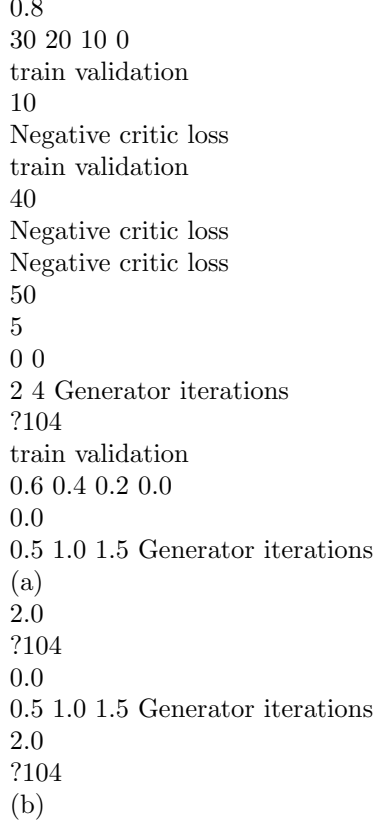 0.8
30 20 10 0
train validation
10
Negative critic loss
train validation
40
Negative critic loss
Negative critic loss
50
5
0 0
2 4 Generator iterations
?104
train validation
0.6 0.4 0.2 0.0
0.0
0.5 1.0 1.5 Generator iterations
(a)
2.0
?104
0.0
0.5 1.0 1.5 Generator iterations
2.0
?104
(b)